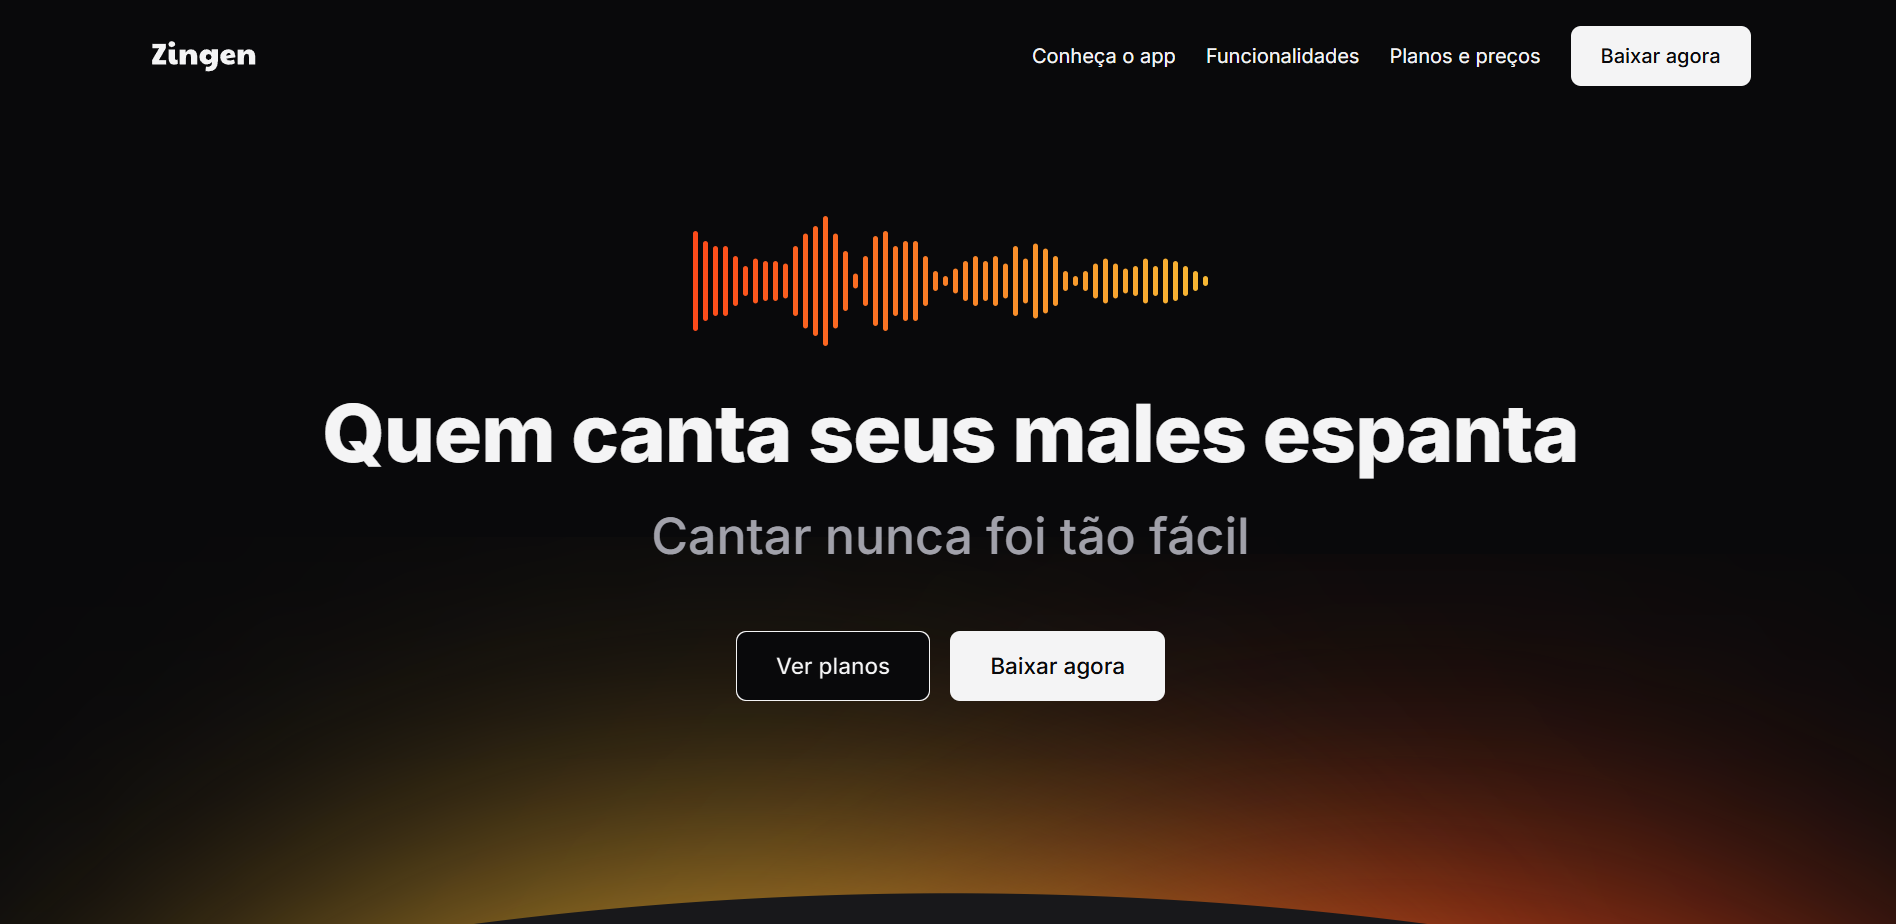 Zingen
Conheça o app
Funcionalidades
Planos e preços
Baixar agora
Quem canta seus males espanta
Cantar nunca foi tão fácil
Ver planos
Baixar agora